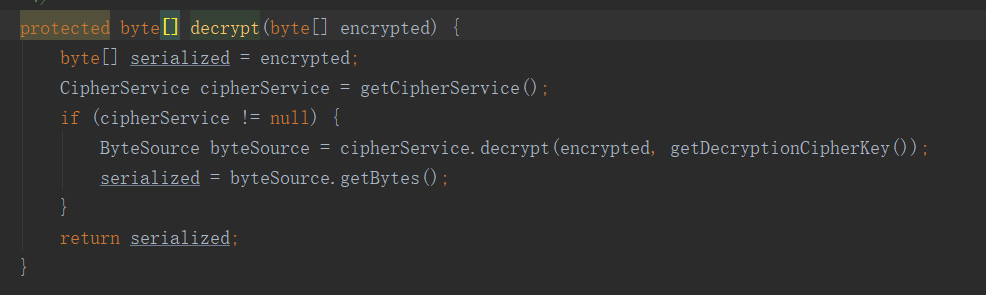 */
protected byte[] decrypt(byte[] encrypted) {
byte[] serialized = encrypted;
CipherService cipherService = getCipherService();
if (cipherService != null) {
ByteSource byteSource = cipherService.decrypt(encrypted, getDecryptionCipherKey());
serialized = byteSource.getBytes();
}
return serialized;
}